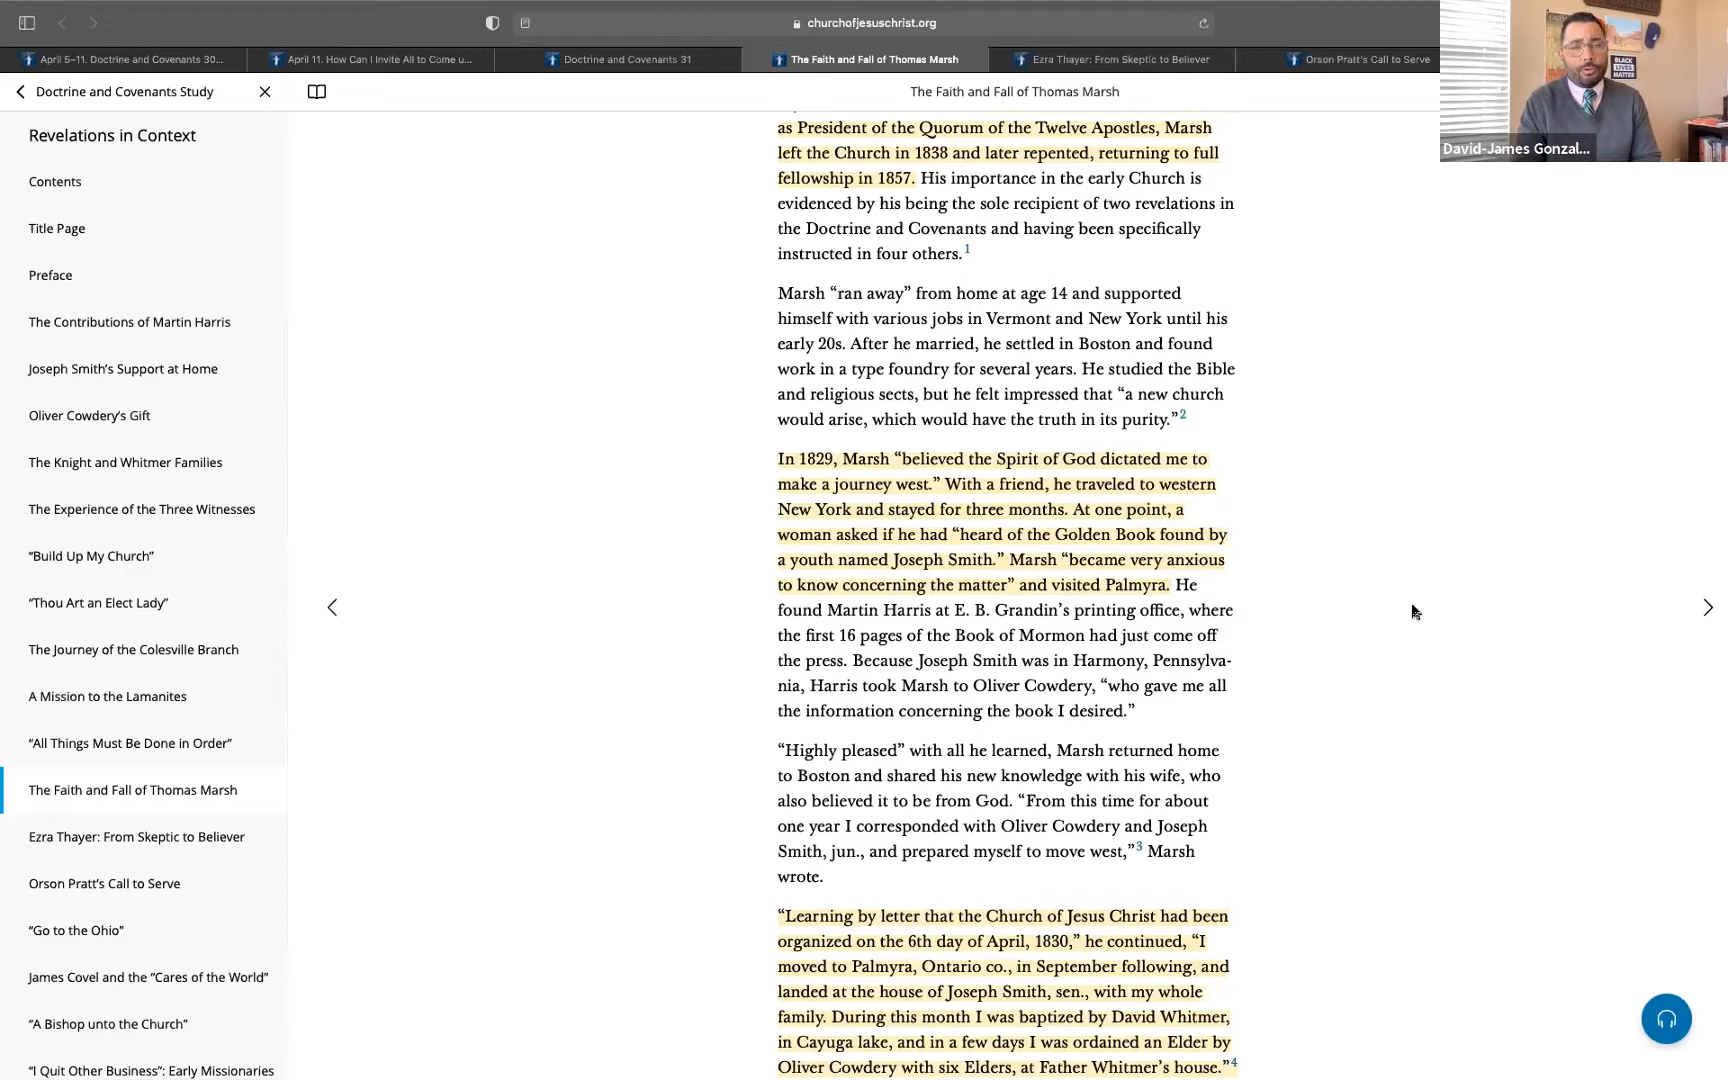 churchofjesuschrist.org
April 5–11. Doctrine and Covenants 30...
April 11. How Can I Invite All to Come u...
Doctrine and Covenants 31
The Faith and Fall of Thomas Marsh
Ezra Thayer: From Skeptic to Believer
Orson Pratt's Call to Serve
Doctrine and Covenants Study
The Faith and Fall of Thomas Marsh
BLACK
LIVES
MATTER
David-James Gonzal...
Revelations in Context
Contents
Title Page
Preface
The Contributions of Martin Harris
Joseph Smith’s Support at Home
Oliver Cowdery’s Gift
The Knight and Whitmer Families
The Experience of the Three Witnesses
“Build Up My Church”
“Thou Art an Elect Lady”
The Journey of the Colesville Branch
A Mission to the Lamanites
“All Things Must Be Done in Order”
The Faith and Fall of Thomas Marsh
Ezra Thayer: From Skeptic to Believer
Orson Pratt’s Call to Serve
“Go to the Ohio”
James Covel and the “Cares of the World”
“A Bishop unto the Church”
“I Quit Other Business”: Early Missionaries
as President of the Quorum of the Twelve Apostles, Marsh
left the Church in 1838 and later repented, returning to full
fellowship in 1857. His importance in the early Church is
evidenced by his being the sole recipient of two revelations in
the Doctrine and Covenants and having been specifically
instructed in four others.1
Marsh “ran away” from home at age 14 and supported
himself with various jobs in Vermont and New York until his
early 20s. After he married, he settled in Boston and found
work in a type foundry for several years. He studied the Bible
and religious sects, but he felt impressed that “a new church
would arise, which would have the truth in its purity.”2
In 1829, Marsh “believed the Spirit of God dictated me to
make a journey west.” With a friend, he traveled to western
New York and stayed for three months. At one point, a
woman asked if he had “heard of the Golden Book found by
a youth named Joseph Smith.” Marsh “became very anxious
to know concerning the matter” and visited Palmyra. He
found Martin Harris at E. B. Grandin’s printing office, where
the first 16 pages of the Book of Mormon had just come off
the press. Because Joseph Smith was in Harmony, Pennsylva-
nia, Harris took Marsh to Oliver Cowdery, “who gave me all
the information concerning the book I desired.”
“Highly pleased” with all he learned, Marsh returned home
to Boston and shared his new knowledge with his wife, who
also believed it to be from God. “From this time for about
one year I corresponded with Oliver Cowdery and Joseph
Smith, jun., and prepared myself to move west,”3 Marsh
wrote.
“Learning by letter that the Church of Jesus Christ had been
organized on the 6th day of April, 1830,” he continued, “I
moved to Palmyra, Ontario co., in September following, and
landed at the house of Joseph Smith, sen., with my whole
family. During this month I was baptized by David Whitmer,
in Cayuga lake, and in a few days I was ordained an Elder by
Oliver Cowdery with six Elders, at Father Whitmer’s house.”4